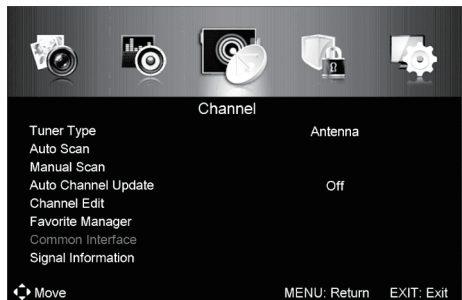 Channel
Tuner Type Antenna
Auto Scan
Manual Scan
Auto Channel Update Off
Channel Edit
Favorite Manager
Common Interface
Signal Information
Move MENU: Return EXIT: Exit